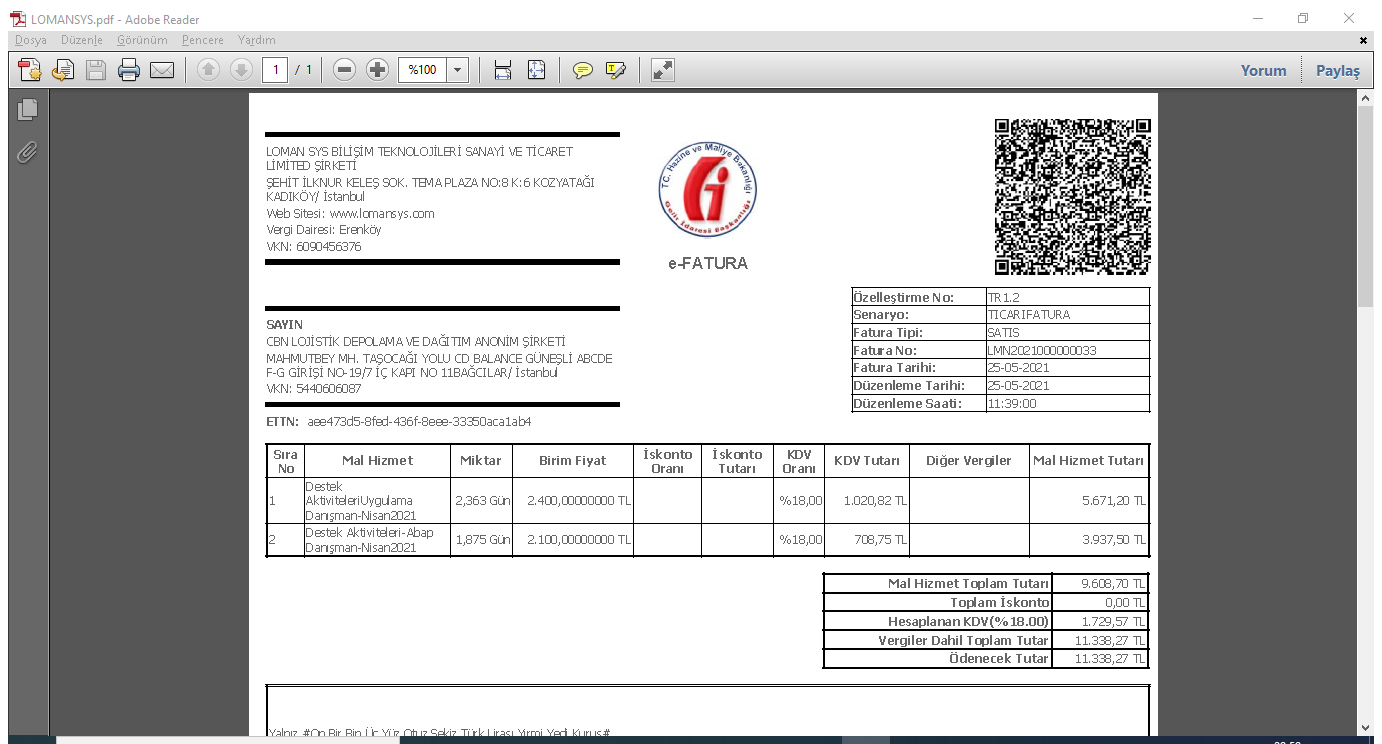 LOMANSYS.pdf - Adobe Reader
Dosya Düzenle Görünüm Pencere Yardım
1 / 1 %100 Yorum Paylaş
LOMAN SYS BİLİŞİM TEKNOLOJİLERİ SANAYİ VE TİCARET
LİMİTED ŞİRKETİ
ŞEHİT İLKNUR KELEŞ SOK. TEMA PLAZA NO:8 K:6 KOZYATAĞI
KADIKÖY/ İstanbul
Web Sitesi: www.lomansys.com
Vergi Dairesi: Erenköy
VKN: 6090456376
T.C. Hazine ve Maliye Bakanlığı
Gelir İdaresi Başkanlığı
e-FATURA
SAYIN
CBN LOJİSTİK DEPOLAMA VE DAĞITIM ANONİM ŞİRKETİ
MAHMUTBEY MH. TAŞOCAĞI YOLU CD BALANCE GÜNEŞLİ ABCDE
F-G GİRİŞİ NO-19/7 İÇ KAPI NO 11BAĞCILAR/ İstanbul
VKN: 5440606087
ETTN: aee473d5-8fed-436f-8eee-33350aca1ab4
Özelleştirme No: TR1.2
Senaryo: TICARIFATURA
Fatura Tipi: SATIS
Fatura No: LMN2021000000033
Fatura Tarihi: 25-05-2021
Düzenleme Tarihi: 25-05-2021
Düzenleme Saati: 11:39:00
Sıra No Mal Hizmet Miktar Birim Fiyat İskonto Oranı İskonto Tutarı KDV Oranı KDV Tutarı Diğer Vergiler Mal Hizmet Tutarı
1 Destek AktiviteleriUygulama Danışman-Nisan2021 2,363 Gün 2.400,00000000 TL %18,00 1.020,82 TL 5.671,20 TL
2 Destek Aktiviteleri-Abap Danışman-Nisan2021 1,875 Gün 2.100,00000000 TL %18,00 708,75 TL 3.937,50 TL
Mal Hizmet Toplam Tutarı 9.608,70 TL
Toplam İskonto 0,00 TL
Hesaplanan KDV(%18.00) 1.729,57 TL
Vergiler Dahil Toplam Tutar 11.338,27 TL
Ödenecek Tutar 11.338,27 TL
Yalnız #On Bir Bin Üç Yüz Otuz Sekiz Türk Lirası Yirmi Yedi Kuruş#